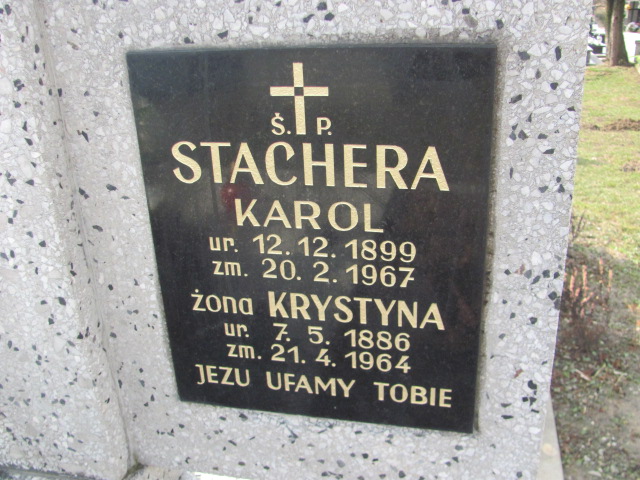 Ś. P.
STACHERA
KAROL
ur. 12. 12. 1899
zm. 20. 2. 1967
żona KRYSTYNA
ur. 7. 5. 1886
zm. 21. 4. 1964
JEZU UFAMY TOBIE